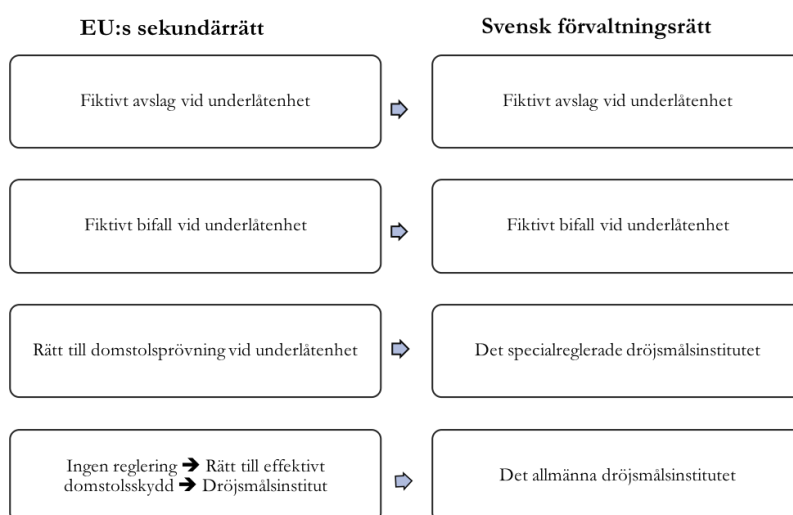 EU:s sekundärrätt
Svensk förvaltningsrätt
Fiktivt avslag vid underlåtenhet
Fiktivt avslag vid underlåtenhet
Fiktivt bifall vid underlåtenhet
Fiktivt bifall vid underlåtenhet
Rätt till domstolsprövning vid underlåtenhet
Det specialreglerade dröjsmålsinstitutet
Ingen reglering ➔ Rätt till effektivt
domstolsskydd ➔ Dröjsmålsinstitut
Det allmänna dröjsmålsinstitutet